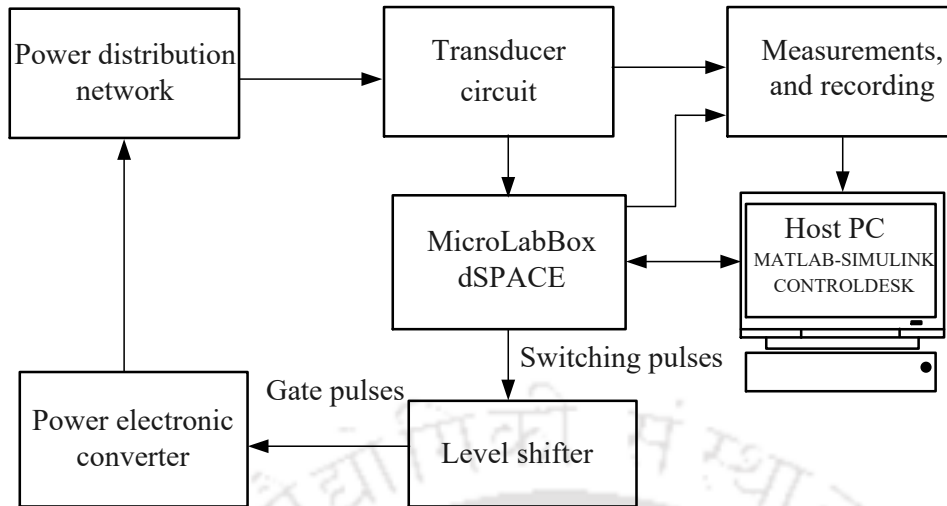 Power distribution
network
Transducer
circuit
Measurements,
and recording
MicroLabBox
dSPACE
Host PC
MATLAB-SIMULINK
CONTROLDESK
Switching pulses
Gate pulses
Power electronic
converter
Level shifter